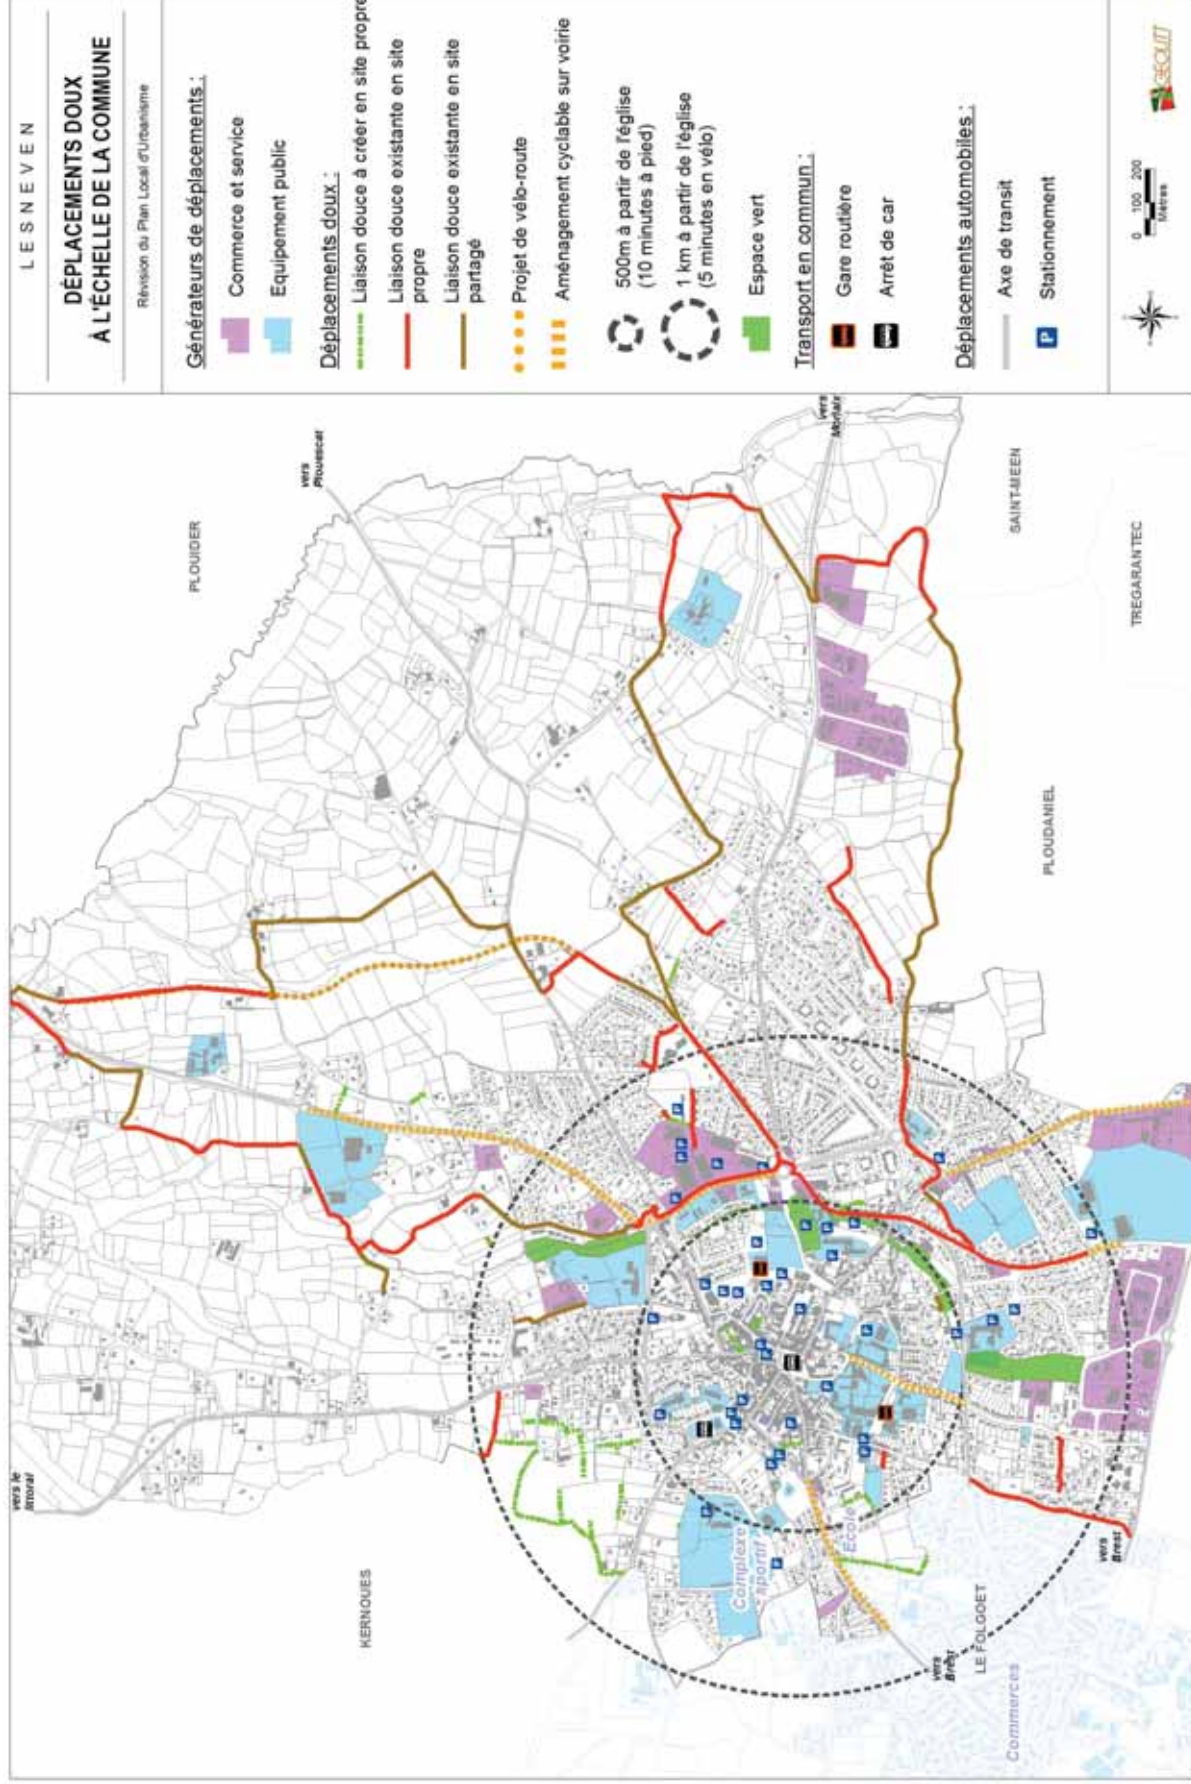 LESNEVEN
DÉPLACEMENTS DOUX
À L'ÉCHELLE DE LA COMMUNE
Révision du Plan Local d'Urbanisme
Générateurs de déplacements :
Commerce et service
Equipement public
Déplacements doux :
Liaison douce à créer en site propre
Liaison douce existante en site
propre
Liaison douce existante en site
partagé
Projet de vélo-route
Aménagement cyclable sur voirie
500m à partir de l'église
(10 minutes à pied)
1 km à partir de l'église
(5 minutes en vélo)
Espace vert
Transport en commun :
Gare routière
Arrêt de car
Déplacements automobiles :
Axe de transit
P Stationnement
0 100 200
Mètres
GEOLITT
vers le
littoral
PLOUIDER
vers
Plouescat
vers
Morlaix
SAINT-MEEN
TREGARANTEC
PLOUDANIEL
KERNOUES
Complexe
sportif
Ecole
vers
Brest
LE FOLGOET
vers
Brest
Commerces